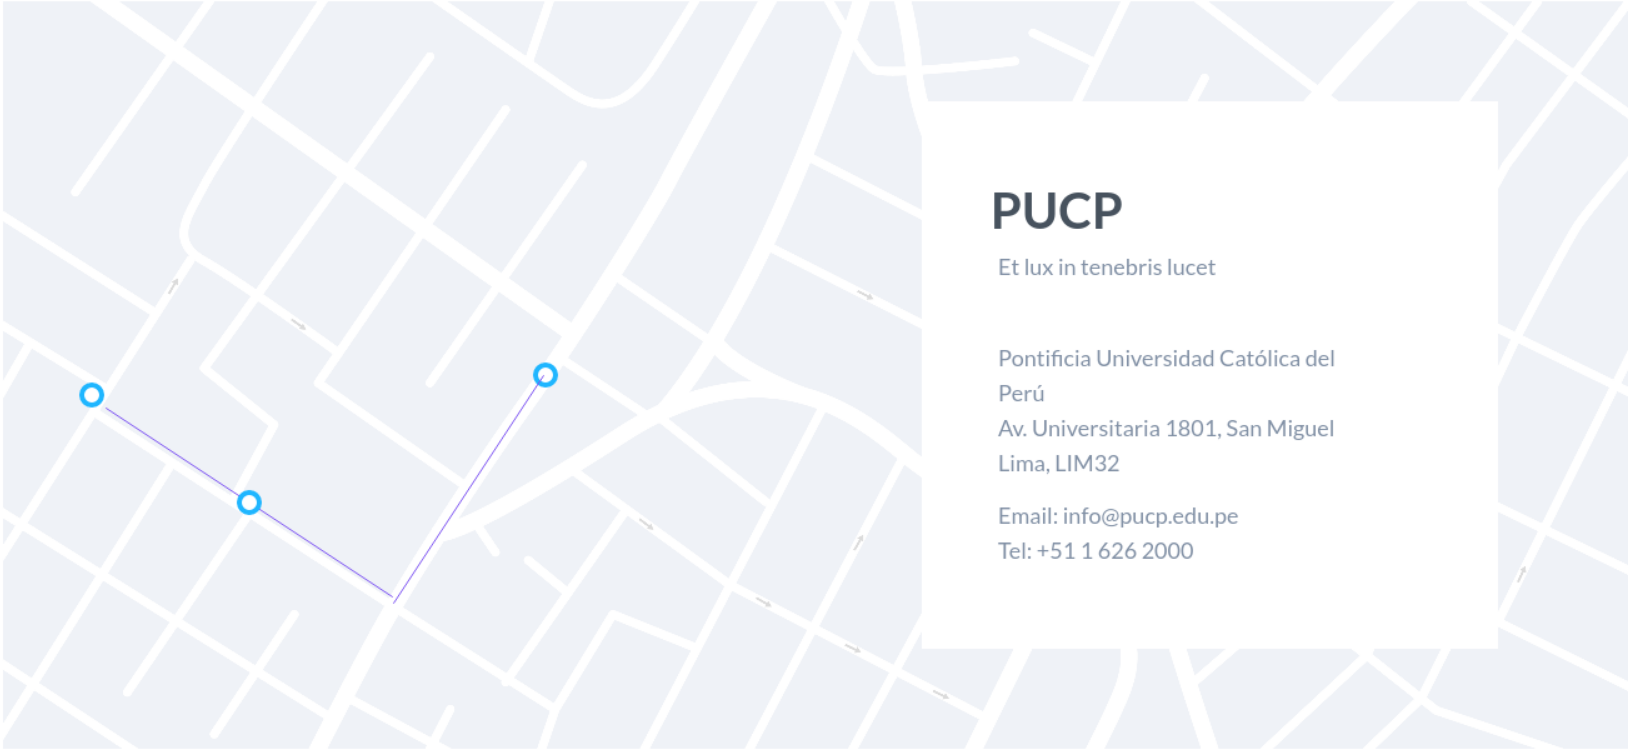 PUCP
Et lux in tenebris lucet
Pontificia Universidad Católica del
Perú
Av. Universitaria 1801, San Miguel
Lima, LIM32
Email: info@pucp.edu.pe
Tel: +51 1 626 2000